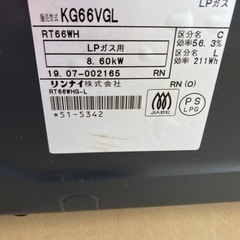 LPガス
販売型式 KG66VGL
RT66WH
区分名 C
効率56.3%
LPガス用
区分名 L
8.60kW
効率 211Wh
19.07-002165 RN
リンナイ株式会社 RN(O)
RT66WHG-L
JIA
PS
LPG
*51-5342